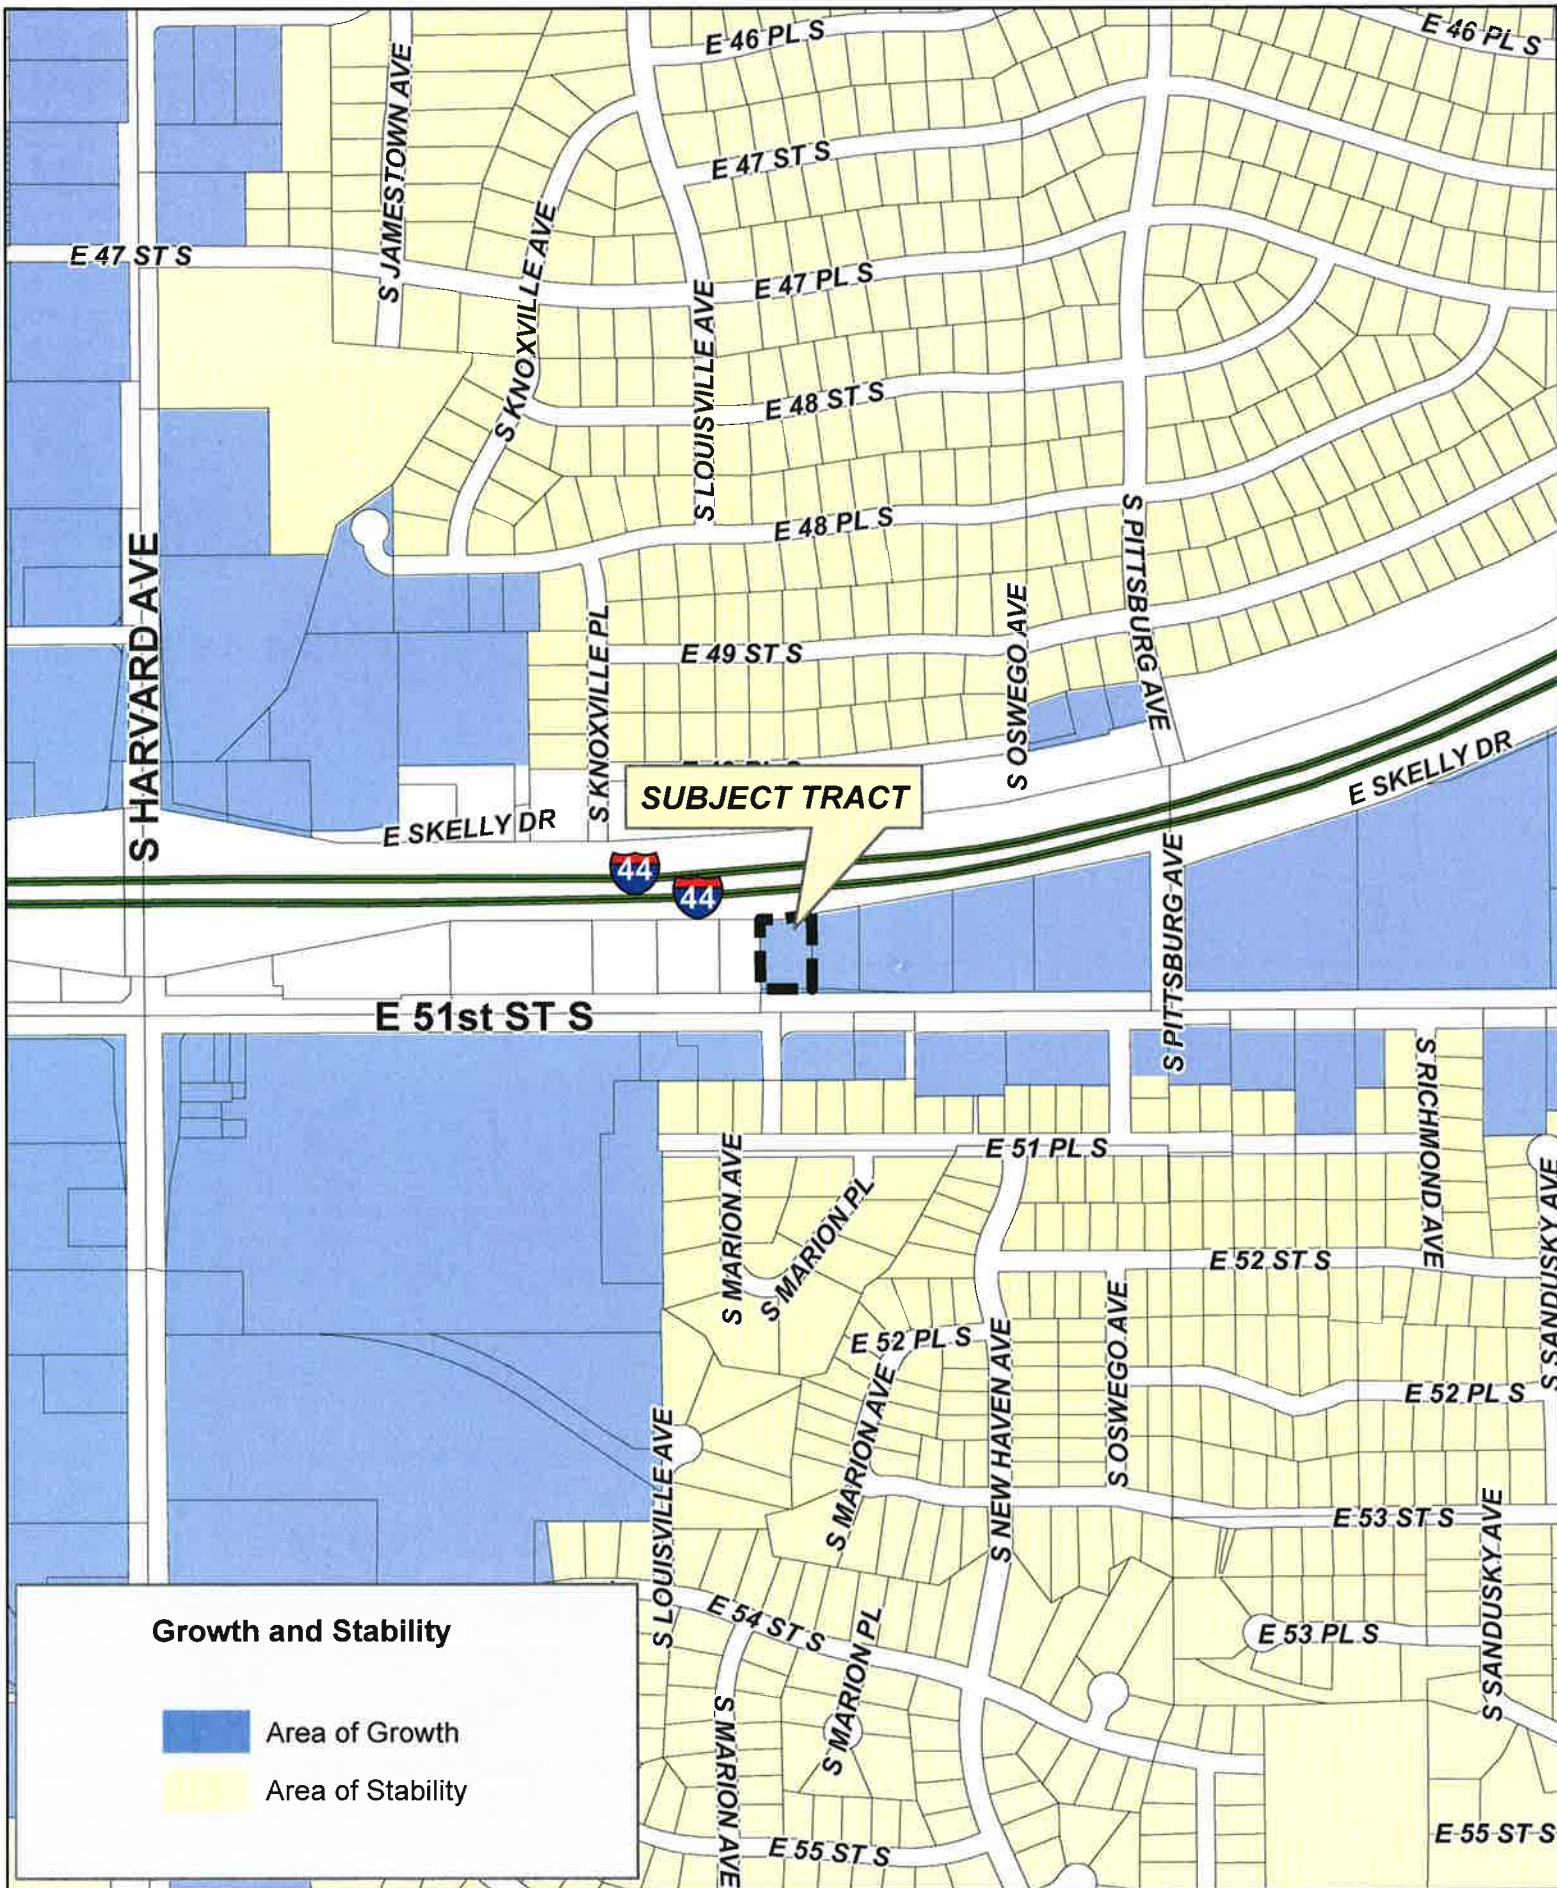 E 46 PL S
E 46 PL S
S JAMESTOWN AVE
E 47 ST S
E 47 ST S
S KNOXVILLE AVE
E 47 PL S
S LOUISVILLE AVE
E 48 ST S
E 48 PL S
S PITTSBURG AVE
S HARVARD AVE
S KNOXVILLE PL
E 49 ST S
S OSWEGO AVE
SUBJECT TRACT
E SKELLY DR
E SKELLY DR
44
44
S PITTSBURG AVE
E 51st ST S
S RICHMOND AVE
E 51 PL S
S MARION AVE
S MARION PL
S SANDUSKY AVE
E 52 ST S
E 52 PL S
S OSWEGO AVE
S NEW HAVEN AVE
S MARION AVE
E 52 PL S
S LOUISVILLE AVE
E 53 ST S
S SANDUSKY AVE
E 54 ST S
S MARION PL
E 53 PL S
S MARION AVE
E 55 ST S
E 55 ST S
Growth and Stability
Area of Growth
Area of Stability